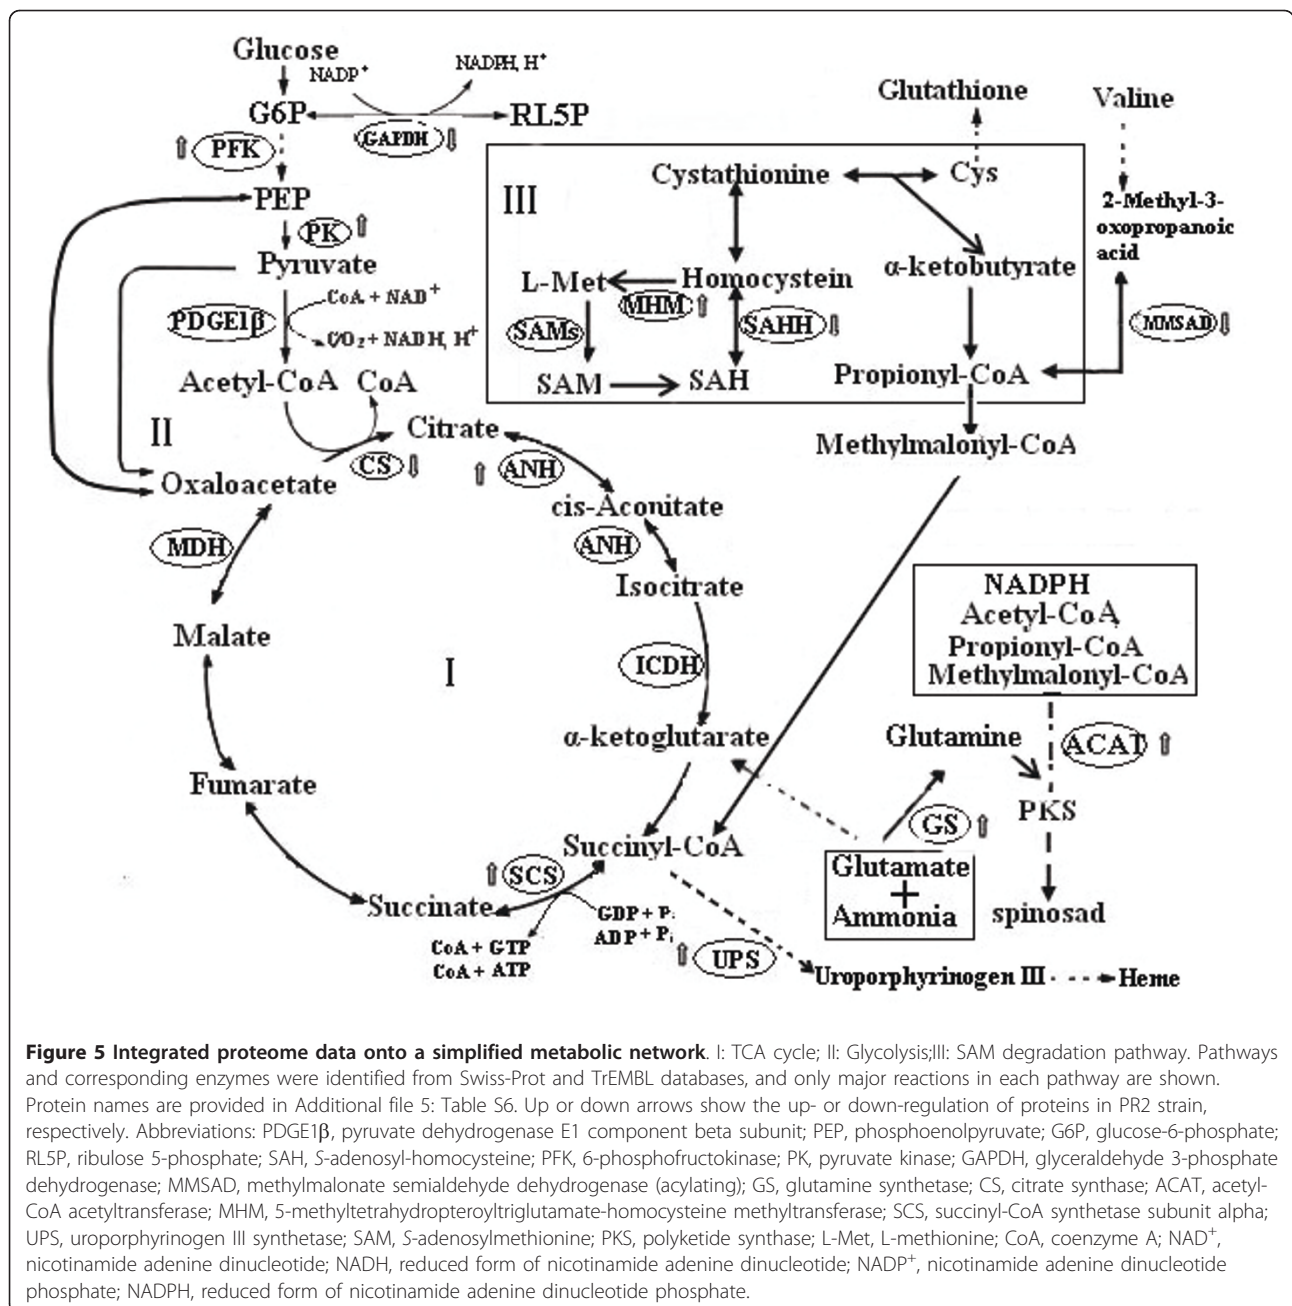 Glucose
NADP⁺
NADPH, H⁺
G6P
RL5P
GAPDH
PFK
PEP
PK
Pyruvate
CoA + NAD⁺
PDGE1β
CO₂ + NADH, H⁺
Acetyl-CoA
CoA
II
Citrate
CS
ANH
Oxaloacetate
cis-Aconitate
MDH
ANH
Isocitrate
Malate
I
ICDH
α-ketoglutarate
Fumarate
Succinyl-CoA
SCS
Succinate
GDP + Pi
ADP + Pi
CoA + GTP
CoA + ATP
UPS
Uroporphyrinogen III
Heme
Glutathione
Valine
III
Cystathionine
Cys
2-Methyl-3-
oxopropanoic
acid
L-Met
Homocystein
α-ketobutyrate
MHM
SAMs
SAHH
MMSAD
SAM
SAH
Propionyl-CoA
Methylmalonyl-CoA
NADPH
Acetyl-CoA
Propionyl-CoA
Methylmalonyl-CoA
Glutamine
ACAT
GS
PKS
Glutamate
+
Ammonia
spinosad
Figure 5 Integrated proteome data onto a simplified metabolic network. I: TCA cycle; II: Glycolysis;III: SAM degradation pathway. Pathways
and corresponding enzymes were identified from Swiss-Prot and TrEMBL databases, and only major reactions in each pathway are shown.
Protein names are provided in Additional file 5: Table S6. Up or down arrows show the up- or down-regulation of proteins in PR2 strain,
respectively. Abbreviations: PDGE1β, pyruvate dehydrogenase E1 component beta subunit; PEP, phosphoenolpyruvate; G6P, glucose-6-phosphate;
RL5P, ribulose 5-phosphate; SAH, S-adenosyl-homocysteine; PFK, 6-phosphofructokinase; PK, pyruvate kinase; GAPDH, glyceraldehyde 3-phosphate
dehydrogenase; MMSAD, methylmalonate semialdehyde dehydrogenase (acylating); GS, glutamine synthetase; CS, citrate synthase; ACAT, acetyl-
CoA acetyltransferase; MHM, 5-methyltetrahydropteroyltriglutamate-homocysteine methyltransferase; SCS, succinyl-CoA synthetase subunit alpha;
UPS, uroporphyrinogen III synthetase; SAM, S-adenosylmethionine; PKS, polyketide synthase; L-Met, L-methionine; CoA, coenzyme A; NAD⁺,
nicotinamide adenine dinucleotide; NADH, reduced form of nicotinamide adenine dinucleotide; NADP⁺, nicotinamide adenine dinucleotide
phosphate; NADPH, reduced form of nicotinamide adenine dinucleotide phosphate.